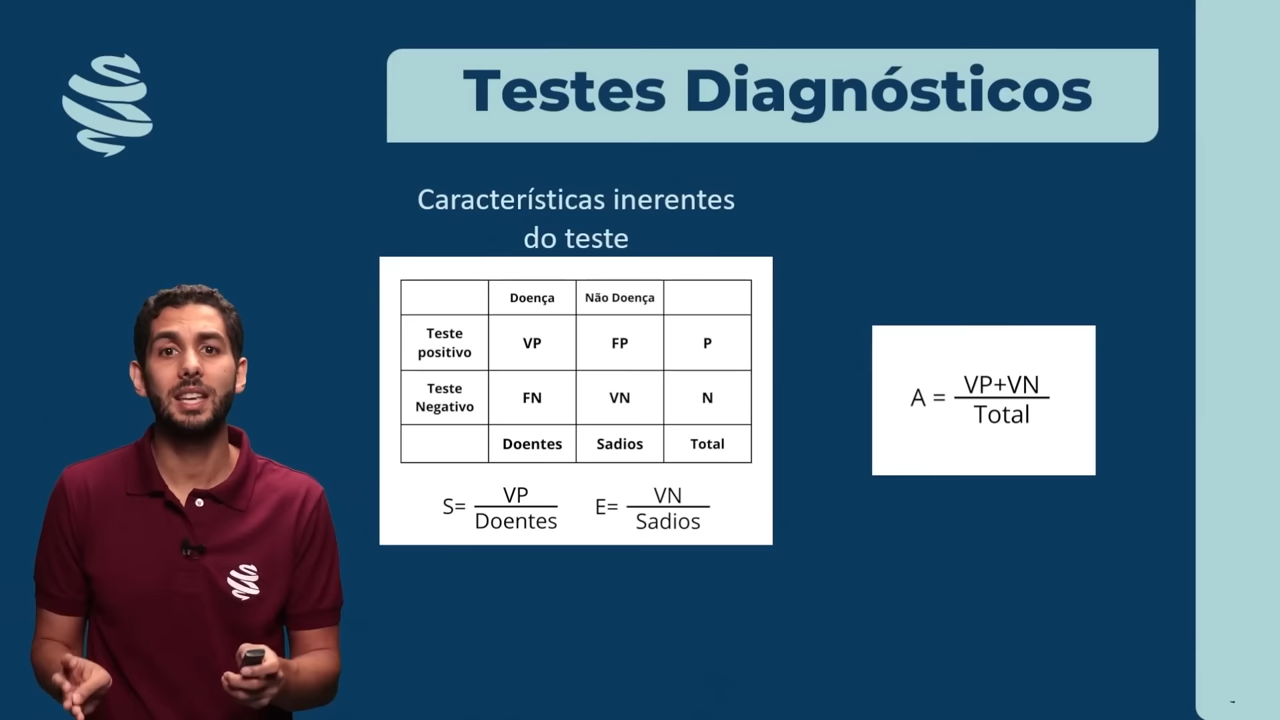 Testes Diagnósticos
Características inerentes
do teste
Doença Não Doença
Teste
positivo
VP FP P
Teste
Negativo
FN VN N
Doentes Sadios Total
S= VP
Doentes
E= VN
Sadios
A = VP+VN
Total